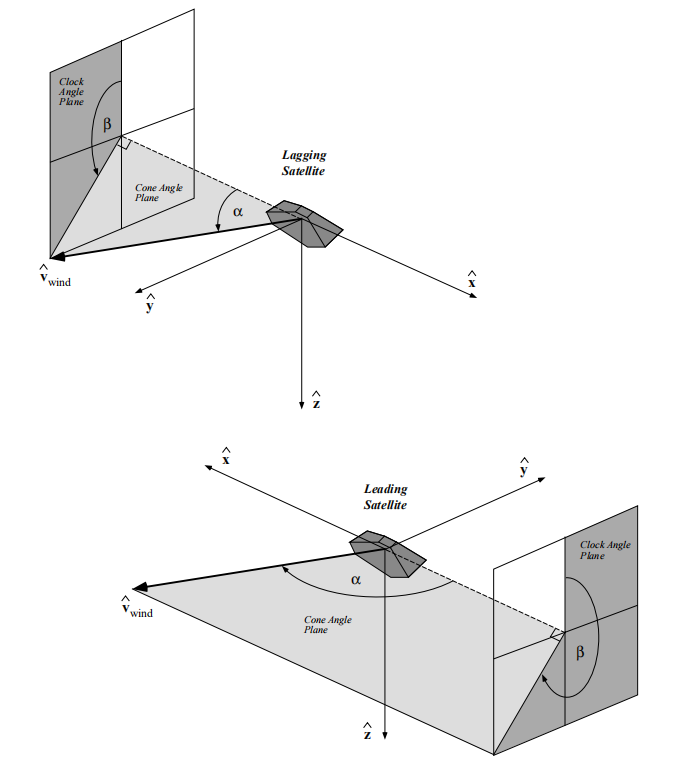 Clock
Angle
Plane
β
Lagging
Satellite
Cone Angle
Plane
α
x̂
v̂wind
ŷ
ẑ
x̂
ŷ
Leading
Satellite
Clock Angle
Plane
α
v̂wind
Cone Angle
Plane
β
ẑ